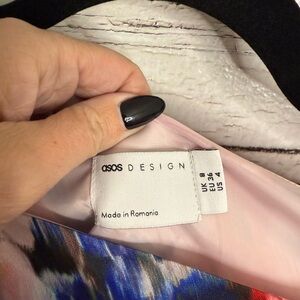 asos DESIGN
UK 8
EU 36
US 4
Made in Romania